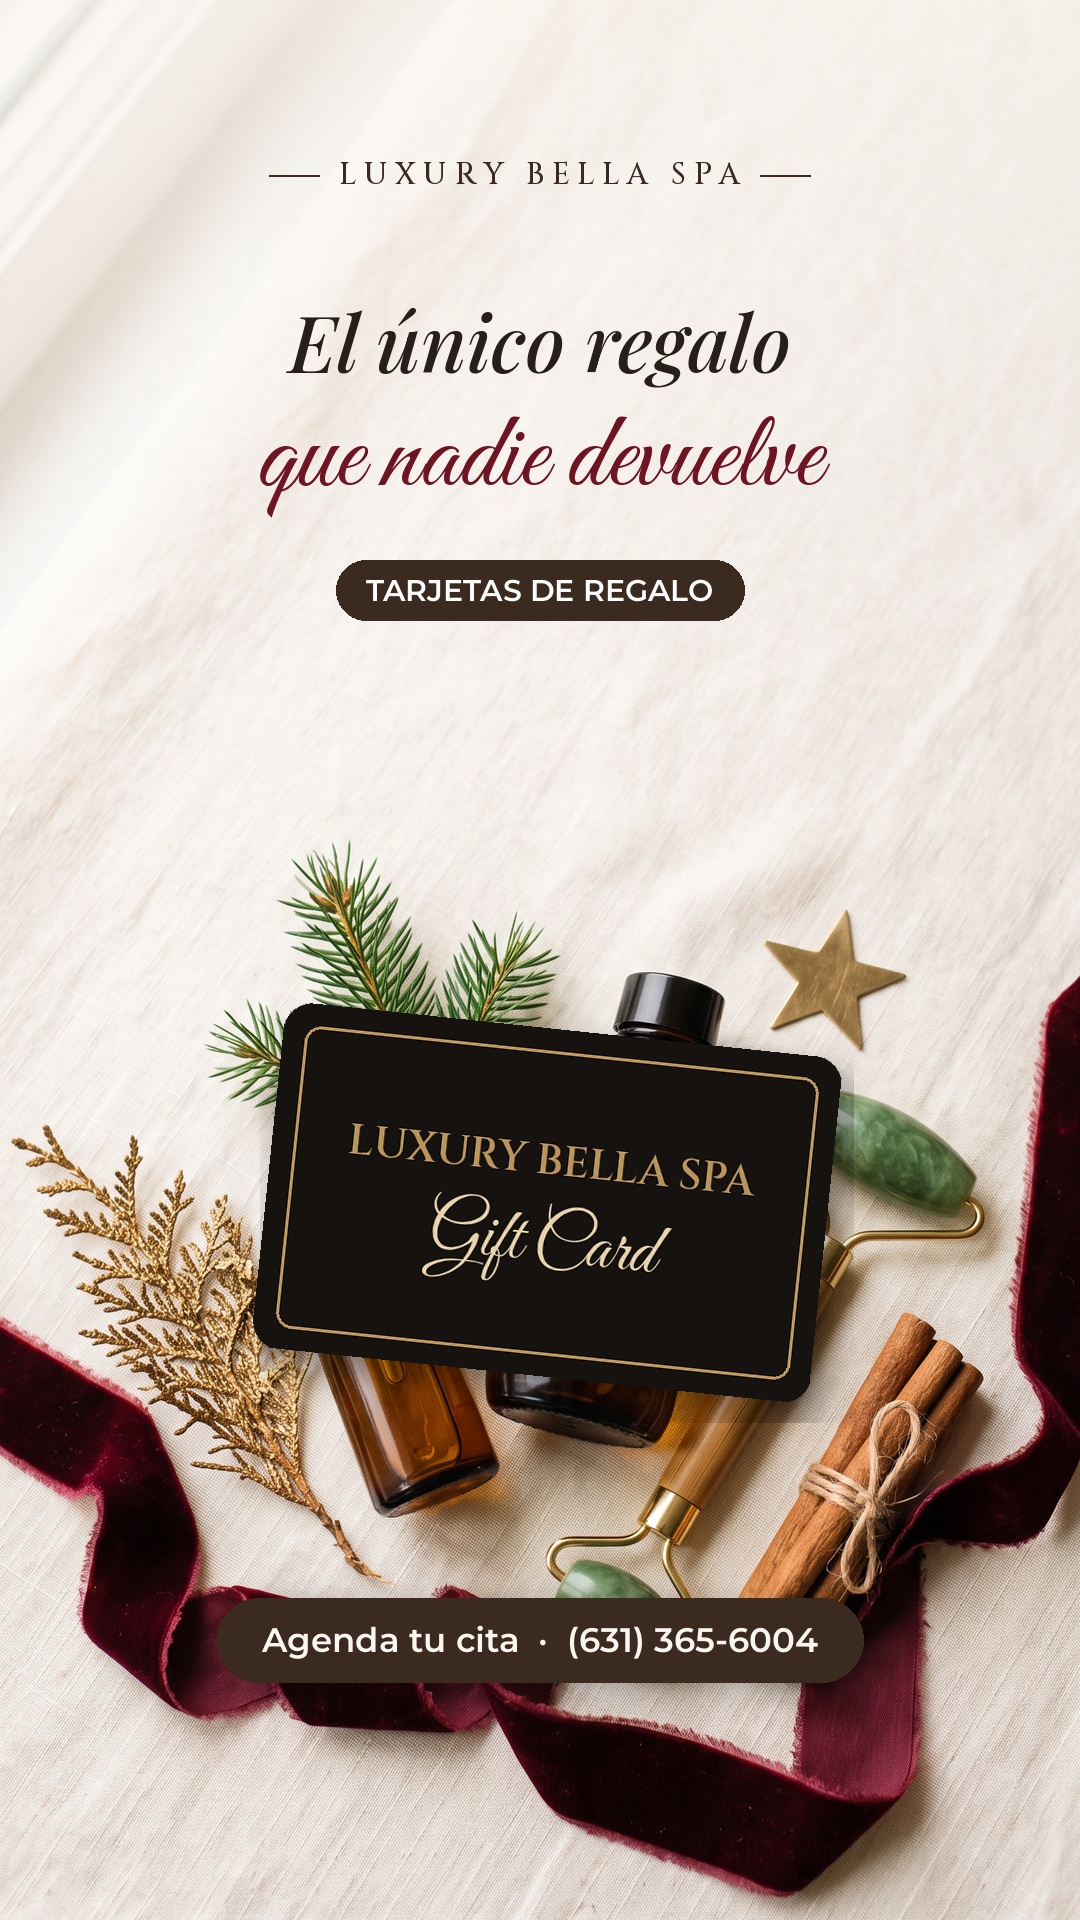 LUXURY BELLA SPA
El único regalo
que nadie devuelve
TARJETAS DE REGALO
LUXURY BELLA SPA
Gift Card
Agenda tu cita · (631) 365-6004